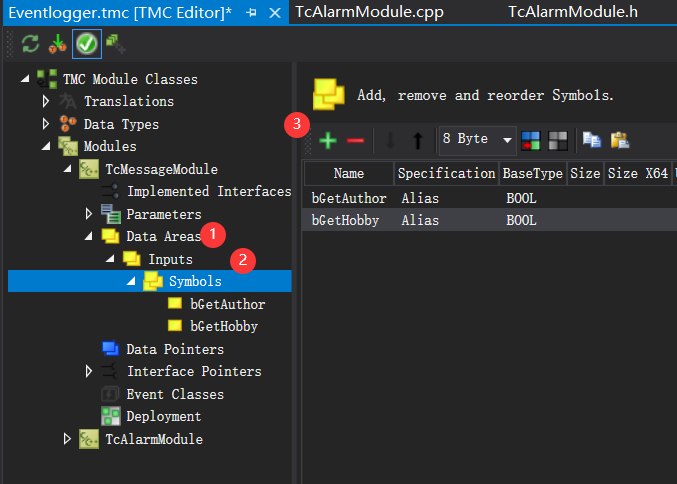 Eventlogger.tmc [TMC Editor]* TcAlarmModule.cpp TcAlarmModule.h
TMC Module Classes
Translations
Data Types
Modules
TcMessageModule
Implemented Interfaces
Parameters
Data Areas 1
Inputs 2
Symbols
bGetAuthor
bGetHobby
Data Pointers
Interface Pointers
Event Classes
Deployment
TcAlarmModule
Add, remove and reorder Symbols.
3
8 Byte
Name Specification BaseType Size Size X64
bGetAuthor Alias BOOL
bGetHobby Alias BOOL